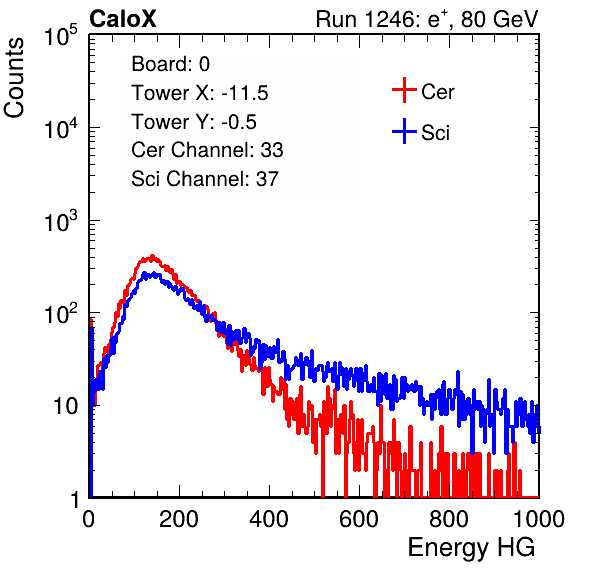 CaloX Run 1246: e⁺, 80 GeV
Counts
10⁵
10⁴
10³
10²
10
1
Board: 0
Tower X: -11.5
Tower Y: -0.5
Cer Channel: 33
Sci Channel: 37
Cer
Sci
0 200 400 600 800 1000
Energy HG